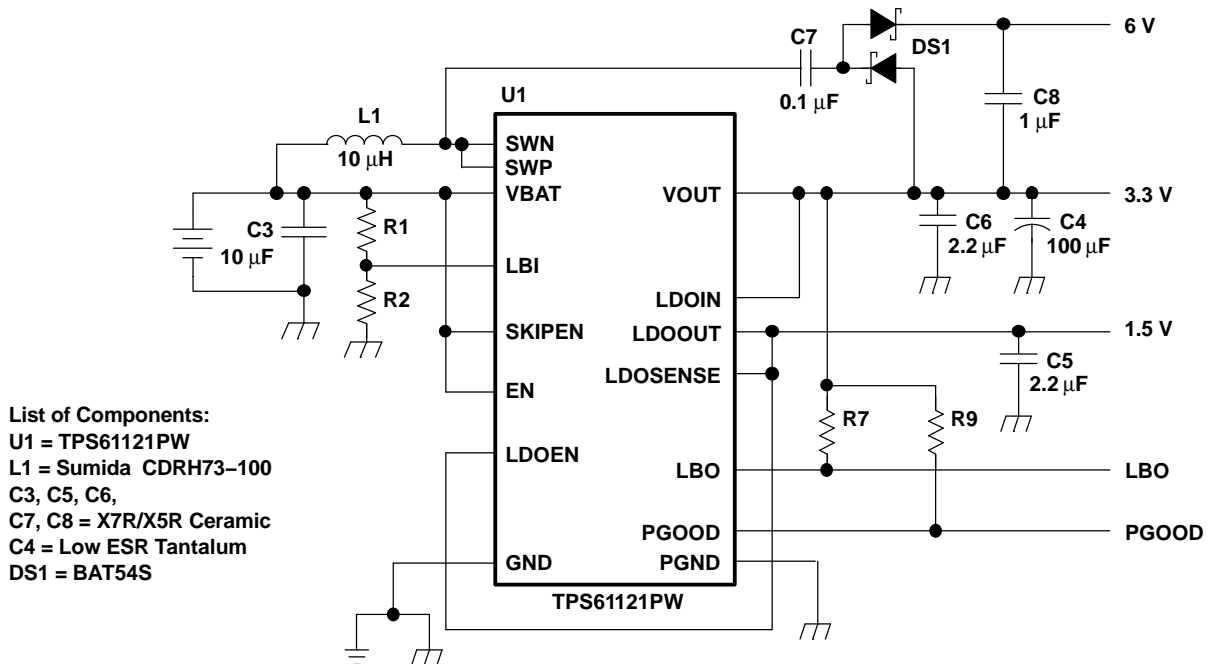 6 V
C7
DS1
0.1 μF
C8
1 μF
U1
L1
10 μH
SWN
SWP
VBAT
VOUT
3.3 V
C3
10 μF
R1
C6
2.2 μF
C4
100 μF
LBI
R2
LDOIN
SKIPEN
LDOOUT
1.5 V
LDOSENSE
C5
2.2 μF
EN
R7
R9
LDOEN
LBO
LBO
PGOOD
PGOOD
GND
PGND
TPS61121PW
List of Components:
U1 = TPS61121PW
L1 = Sumida CDRH73–100
C3, C5, C6,
C7, C8 = X7R/X5R Ceramic
C4 = Low ESR Tantalum
DS1 = BAT54S